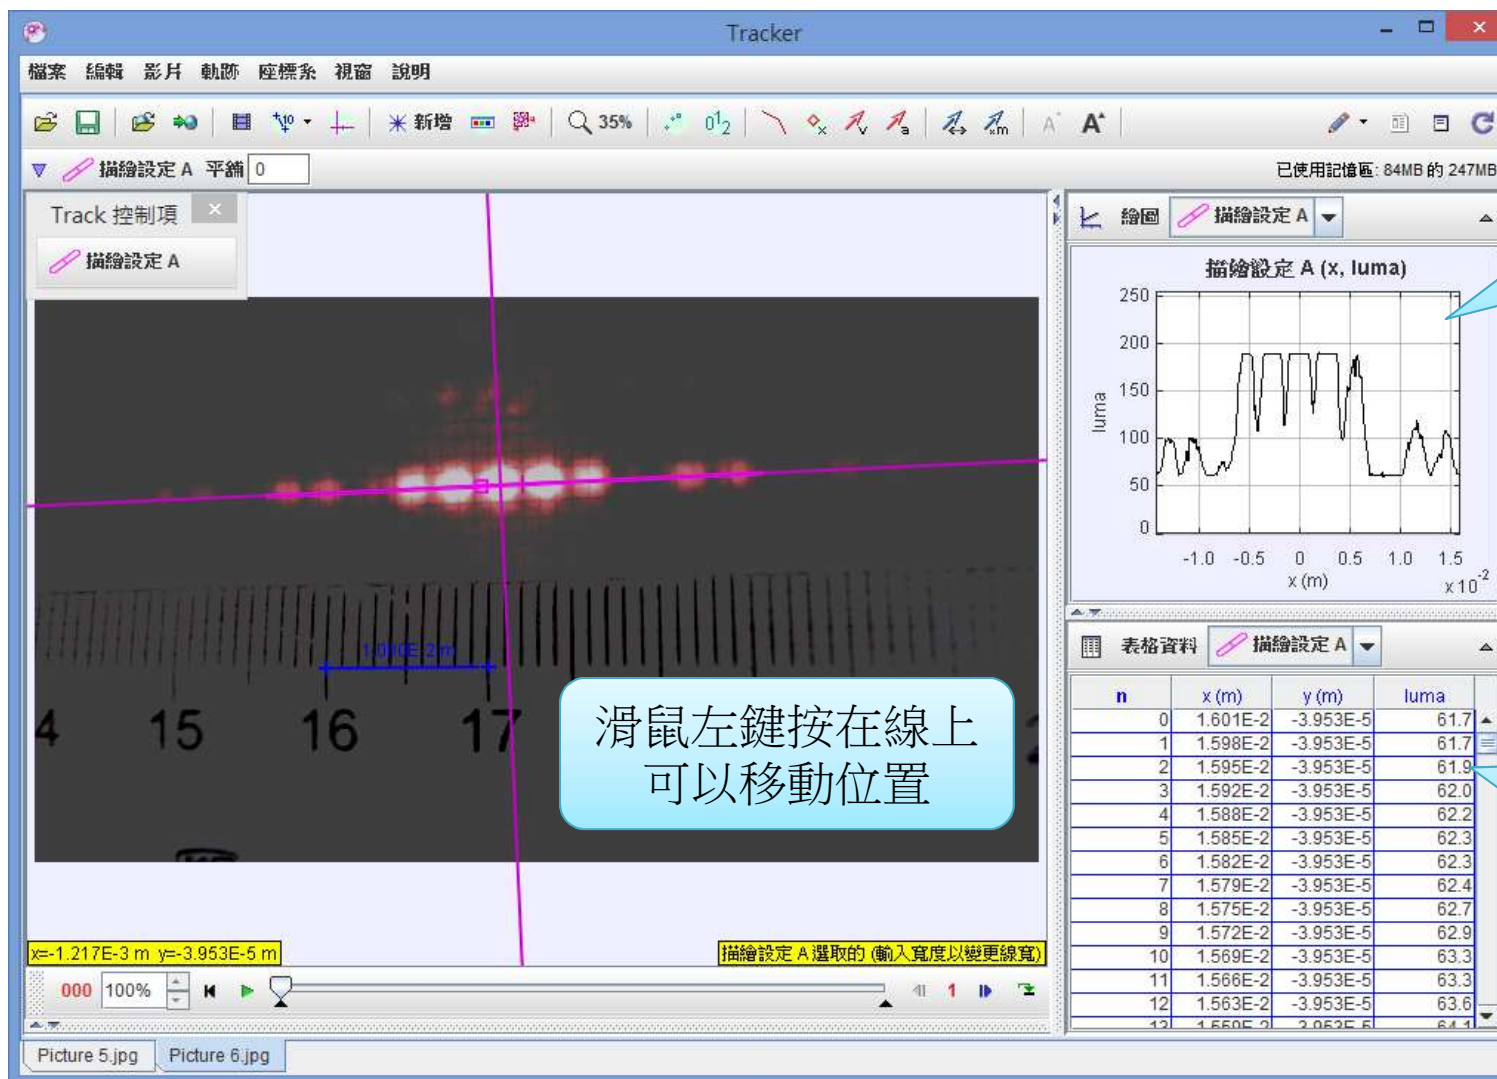 Tracker
檔案 編輯 影片 軌跡 座標系 視窗 說明
新增 35%
描繪設定 A 平鋪 0 已使用記憶區: 84MB 的 247MB
Track 控制項
描繪設定 A
繪圖 描繪設定 A
描繪設定 A (x, luma)
250
200
150
100
50
0
luma
-1.0 -0.5 0 0.5 1.0 1.5
x (m) x 10-2
4 15 16 17
滑鼠左鍵按在線上
可以移動位置
表格資料 描繪設定 A
n x (m) y (m) luma
0 1.601E-2 -3.953E-5 61.7
1 1.598E-2 -3.953E-5 61.7
2 1.595E-2 -3.953E-5 61.9
3 1.592E-2 -3.953E-5 62.0
4 1.588E-2 -3.953E-5 62.2
5 1.585E-2 -3.953E-5 62.3
6 1.582E-2 -3.953E-5 62.3
7 1.579E-2 -3.953E-5 62.4
8 1.575E-2 -3.953E-5 62.7
9 1.572E-2 -3.953E-5 62.9
10 1.569E-2 -3.953E-5 63.3
11 1.566E-2 -3.953E-5 63.3
12 1.563E-2 -3.953E-5 63.6
x=-1.217E-3 m y=-3.953E-5 m
描繪設定 A 選取的 (輸入寬度以變更線寬)
000 100% 1
Picture 5.jpg Picture 6.jpg